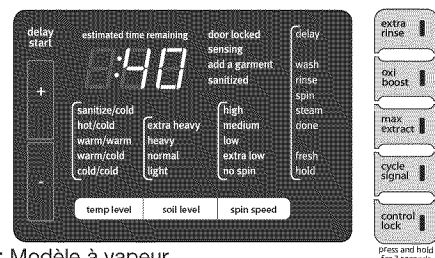 delay
start
+
-
estimated time remaining
:40
door locked
sensing
add a garment
sanitized
delay
wash
rinse
spin
steam
done
fresh
hold
sanitize/cold
hot/cold
warm/warm
warm/cold
cold/cold
extra heavy
heavy
normal
light
high
medium
low
extra low
no spin
temp level
soil level
spin speed
extra
rinse
oxi
boost
max
extract
cycle
signal
control
lock
press and hold
: Modèle à vapeur